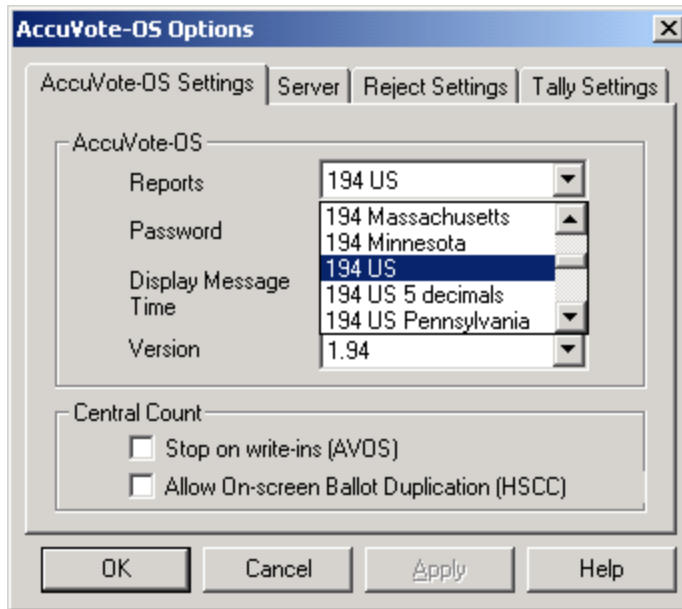 AccuVote-OS Options
AccuVote-OS Settings Server Reject Settings Tally Settings
AccuVote-OS
Reports 194 US
194 Massachusetts
Password
194 Minnesota
194 US
Display Message
Time
194 US 5 decimals
194 US Pennsylvania
Version 1.94
Central Count
Stop on write-ins (AVOS)
Allow On-screen Ballot Duplication (HSCC)
OK Cancel Apply Help